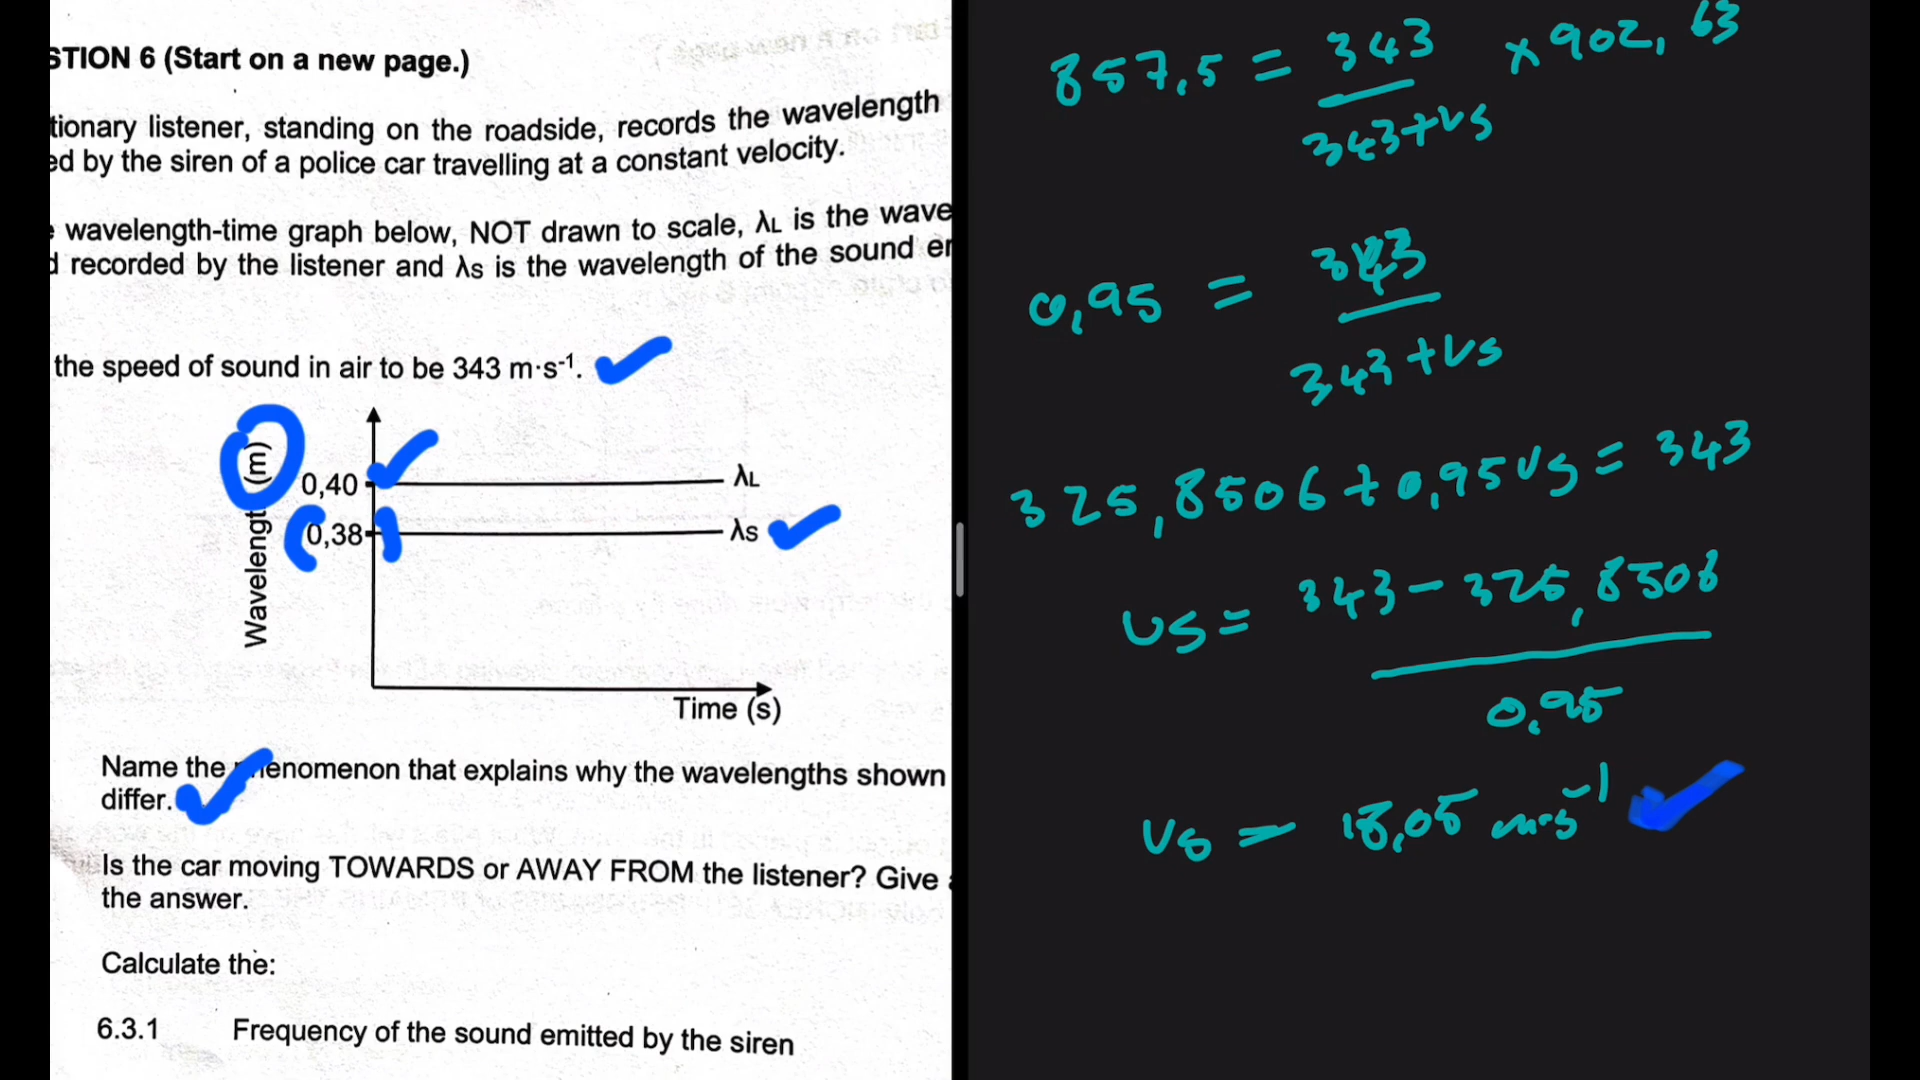 STION 6 (Start on a new page.)
tionary listener, standing on the roadside, records the wavelength
ed by the siren of a police car travelling at a constant velocity.
wavelength-time graph below, NOT drawn to scale, λL is the wave
d recorded by the listener and λs is the wavelength of the sound er
the speed of sound in air to be 343 m·s⁻¹.
Wavelengt (m)
0,40
λL
0,38
λs
Time (s)
Name the phenomenon that explains why the wavelengths shown
differ.
Is the car moving TOWARDS or AWAY FROM the listener? Give
the answer.
Calculate the:
6.3.1 Frequency of the sound emitted by the siren
857,5 = 343 x 902,63
343+vs
0,95 = 343
343+vs
325,8506 + 0,95vs = 343
vs = 343 - 325,8506
0,95
vs = 18,05 m·s⁻¹